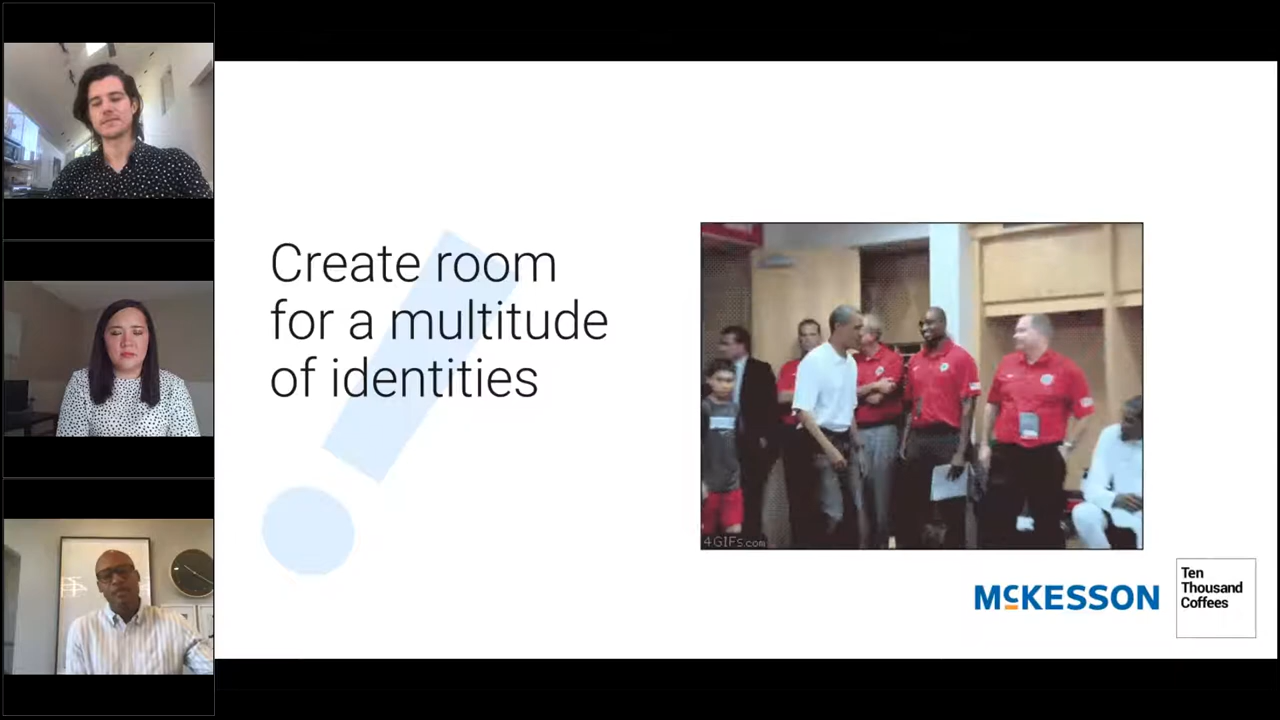 Create room
for a multitude
of identities
4GIFs.com
MCKESSON
Ten
Thousand
Coffees